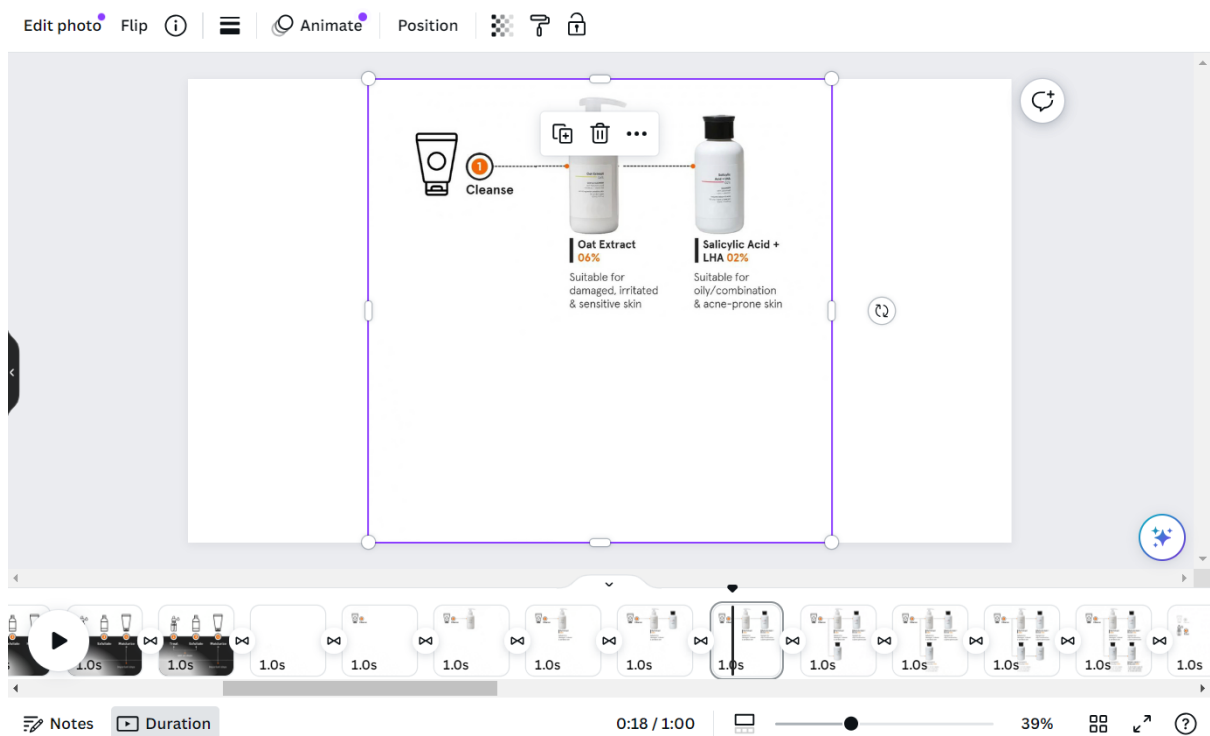 Edit photo Flip Animate Position
1
Cleanse
Oat Extract
06%
Suitable for
damaged, irritated
& sensitive skin
Salicylic Acid +
LHA 02%
Suitable for
oily/combination
& acne-prone skin
1.0s 1.0s 1.0s 1.0s 1.0s 1.0s 1.0s 1.0s 1.0s 1.0s 1.0s 1.0s 1.0s
Notes Duration 0:18 / 1:00 39%